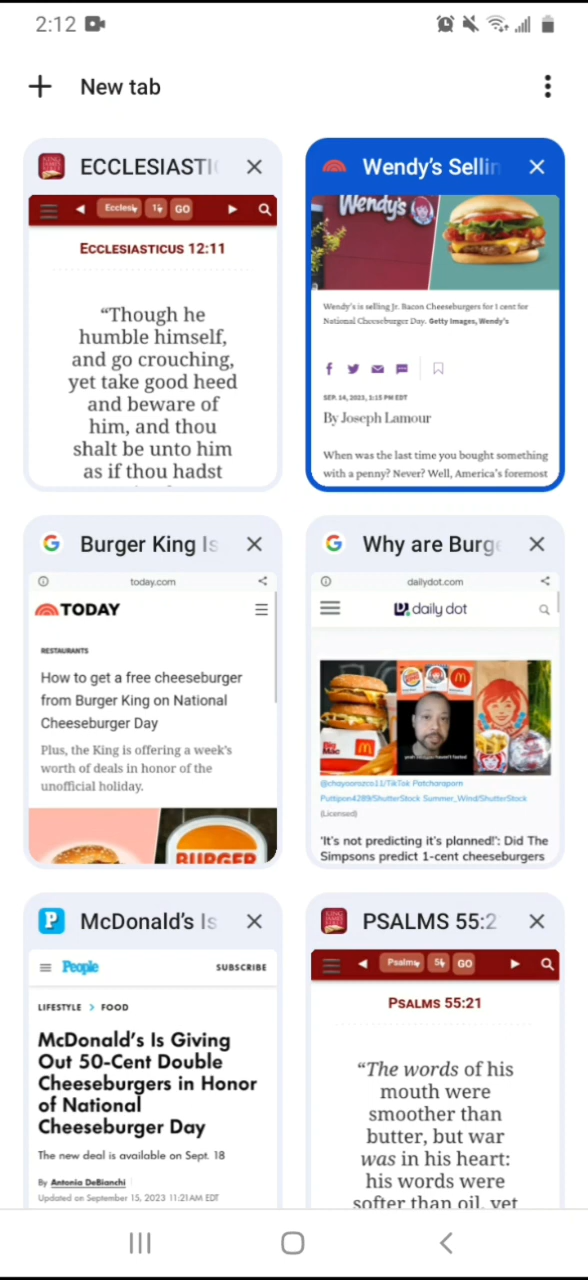 2:12
New tab
ECCLESIASTI
Ecclesi
GO
ECCLESIASTICUS 12:11
“Though he
humble himself,
and go crouching,
yet take good heed
and beware of
him, and thou
shalt be unto him
as if thou hadst
Wendy’s Sellin
Wendy's
Wendy’s is selling Jr. Bacon Cheeseburgers for 1 cent for
National Cheeseburger Day. Getty Images, Wendy’s
SEP. 14, 2023, 1:15 PM EDT
By Joseph Lamour
When was the last time you bought something
with a penny? Never? Well, America’s foremost
Burger King Is
today.com
TODAY
RESTAURANTS
How to get a free cheeseburger
from Burger King on National
Cheeseburger Day
Plus, the King is offering a week’s
worth of deals in honor of the
unofficial holiday.
BURGER
Why are Burge
dailydot.com
daily dot
@chayoorozco11/TikTok Patcharaporn
Puttipon4289/ShutterStock Summer_Wind/ShutterStock
(Licensed)
‘It’s not predicting it’s planned!’: Did The
Simpsons predict 1-cent cheeseburgers
McDonald’s Is
People
SUBSCRIBE
LIFESTYLE > FOOD
McDonald’s Is Giving
Out 50-Cent Double
Cheeseburgers in Honor
of National
Cheeseburger Day
The new deal is available on Sept. 18
By Antonia DeBianchi
Updated on September 15, 2023 11:21AM EDT
PSALMS 55:2
Psalms
GO
PSALMS 55:21
“The words of his
mouth were
smoother than
butter, but war
was in his heart:
his words were
softer than oil, yet